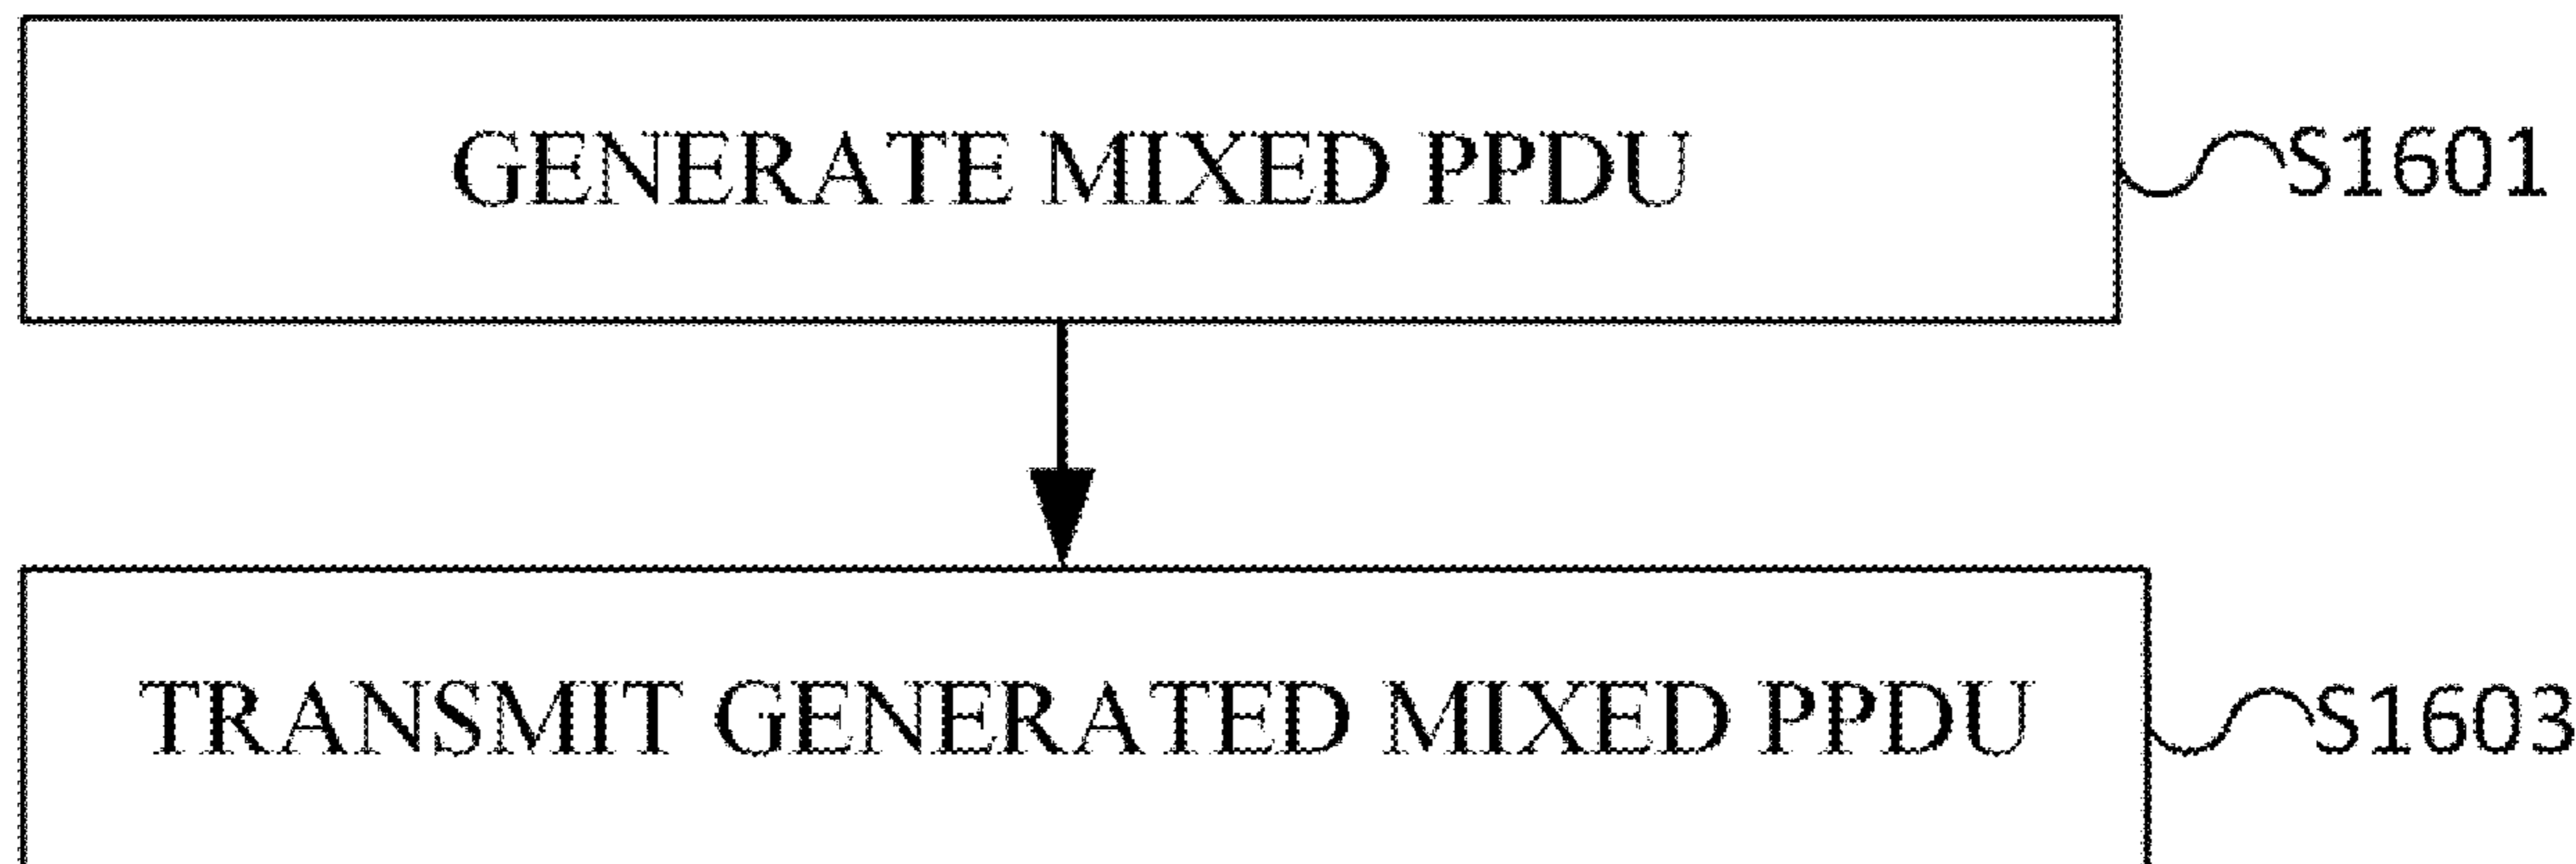 GENERATE MIXED PPDU
S1601
TRANSMIT GENERATED MIXED PPDU
S1603